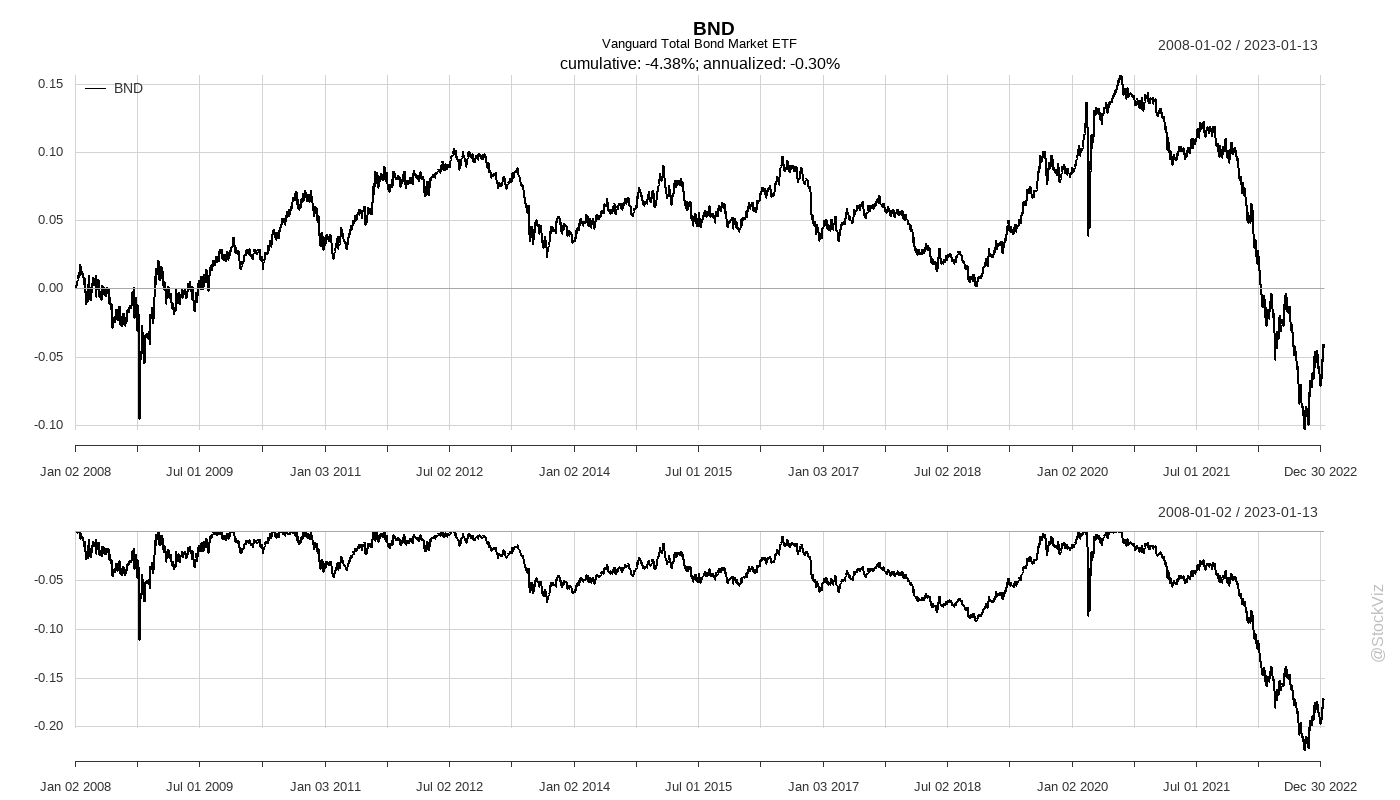 BND
Vanguard Total Bond Market ETF
2008-01-02 / 2023-01-13
cumulative: -4.38%; annualized: -0.30%
BND
0.15
0.10
0.05
0.00
-0.05
-0.10
Jan 02 2008 Jul 01 2009 Jan 03 2011 Jul 02 2012 Jan 02 2014 Jul 01 2015 Jan 03 2017 Jul 02 2018 Jan 02 2020 Jul 01 2021 Dec 30 2022
2008-01-02 / 2023-01-13
-0.05
-0.10
-0.15
-0.20
Jan 02 2008 Jul 01 2009 Jan 03 2011 Jul 02 2012 Jan 02 2014 Jul 01 2015 Jan 03 2017 Jul 02 2018 Jan 02 2020 Jul 01 2021 Dec 30 2022
@StockViz